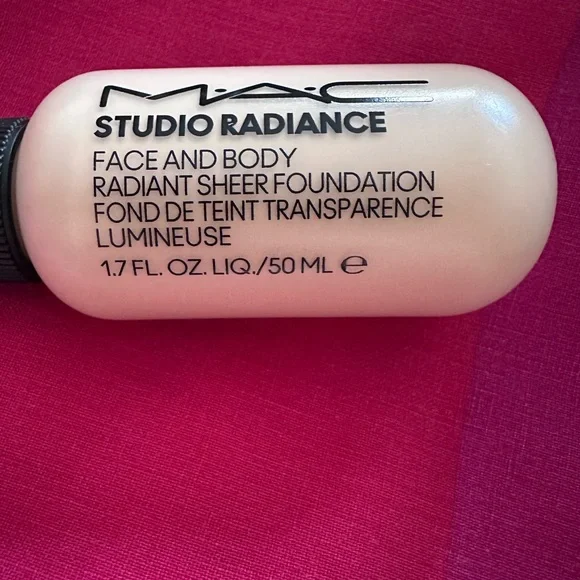 M·A·C
STUDIO RADIANCE
FACE AND BODY
RADIANT SHEER FOUNDATION
FOND DE TEINT TRANSPARENCE
LUMINEUSE
1.7 FL. OZ. LIQ./50 ML ℮